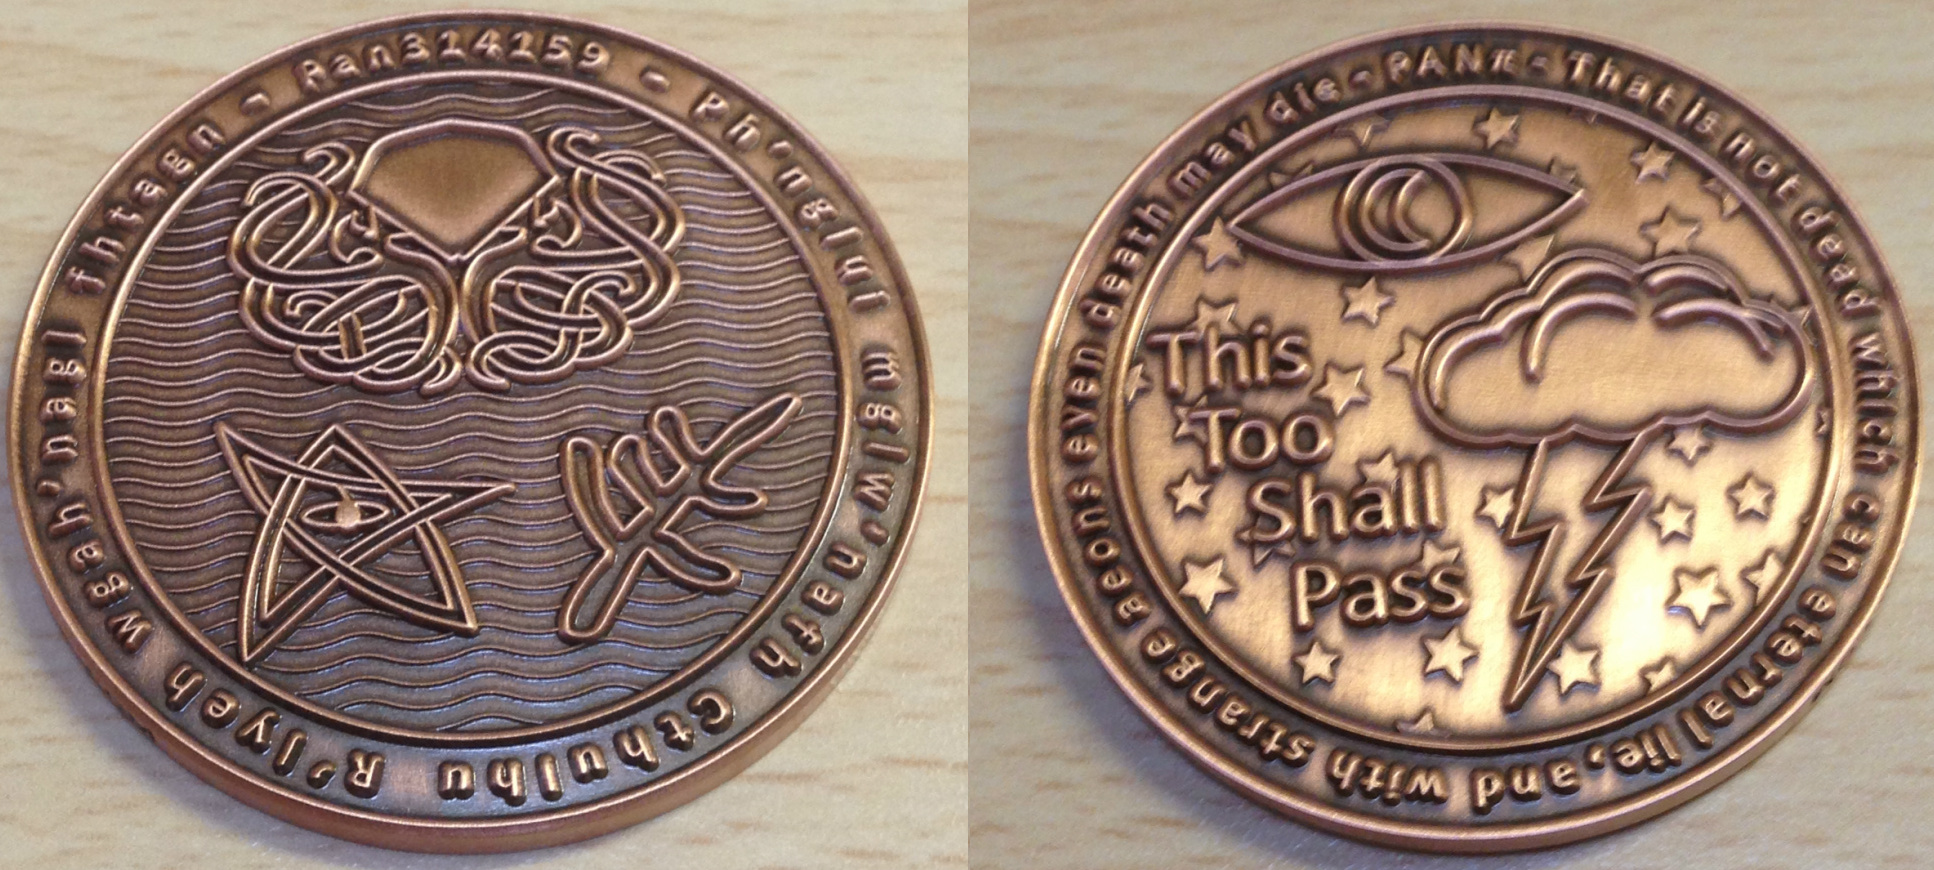 Pan314159 - Ph'nglui mglw'nafh Cthulhu R'lyeh wgah'nagl fhtagn -
PANπ - That is not dead which can eternal lie, and with strange aeons even death may die -
This
Too
Shall
Pass